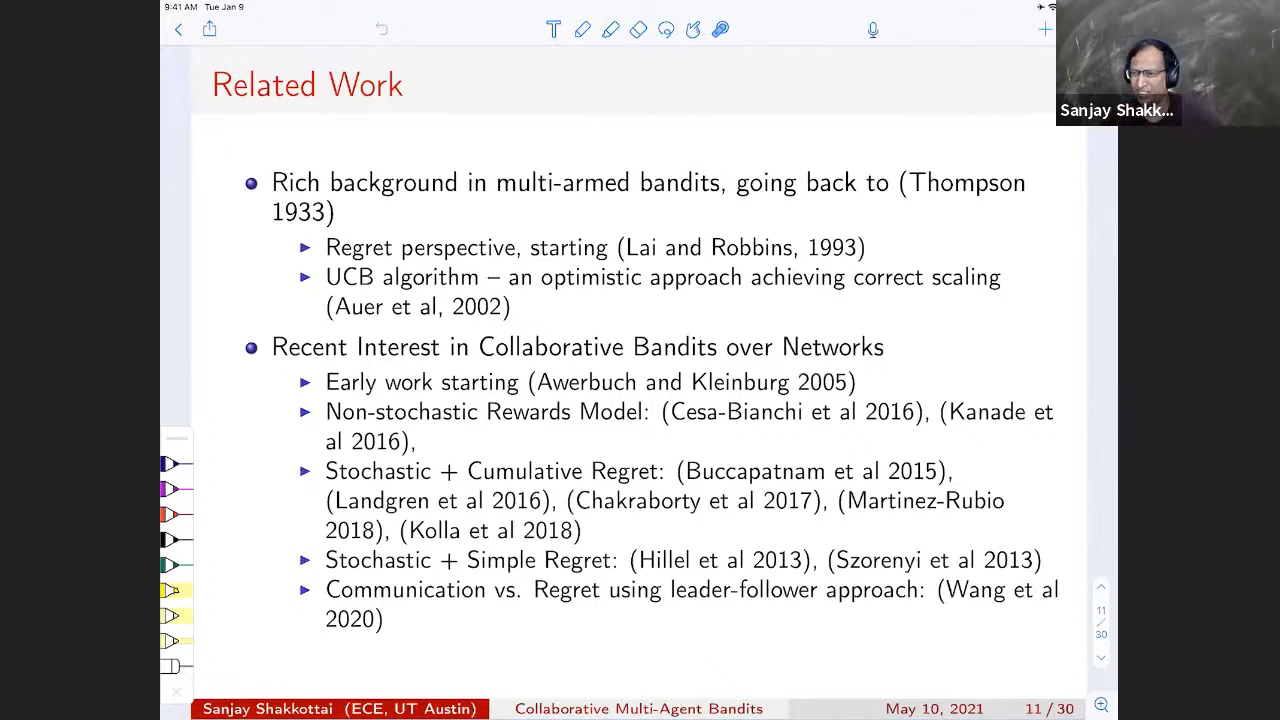 9:41 AM Tue Jan 9
Related Work
Sanjay Shakk...
Rich background in multi-armed bandits, going back to (Thompson
1933)
Regret perspective, starting (Lai and Robbins, 1993)
UCB algorithm – an optimistic approach achieving correct scaling
(Auer et al, 2002)
Recent Interest in Collaborative Bandits over Networks
Early work starting (Awerbuch and Kleinburg 2005)
Non-stochastic Rewards Model: (Cesa-Bianchi et al 2016), (Kanade et
al 2016),
Stochastic + Cumulative Regret: (Buccapatnam et al 2015),
(Landgren et al 2016), (Chakraborty et al 2017), (Martinez-Rubio
2018), (Kolla et al 2018)
Stochastic + Simple Regret: (Hillel et al 2013), (Szorenyi et al 2013)
Communication vs. Regret using leader-follower approach: (Wang et al
2020)
11
/
30
Sanjay Shakkottai (ECE, UT Austin) Collaborative Multi-Agent Bandits May 10, 2021 11 / 30